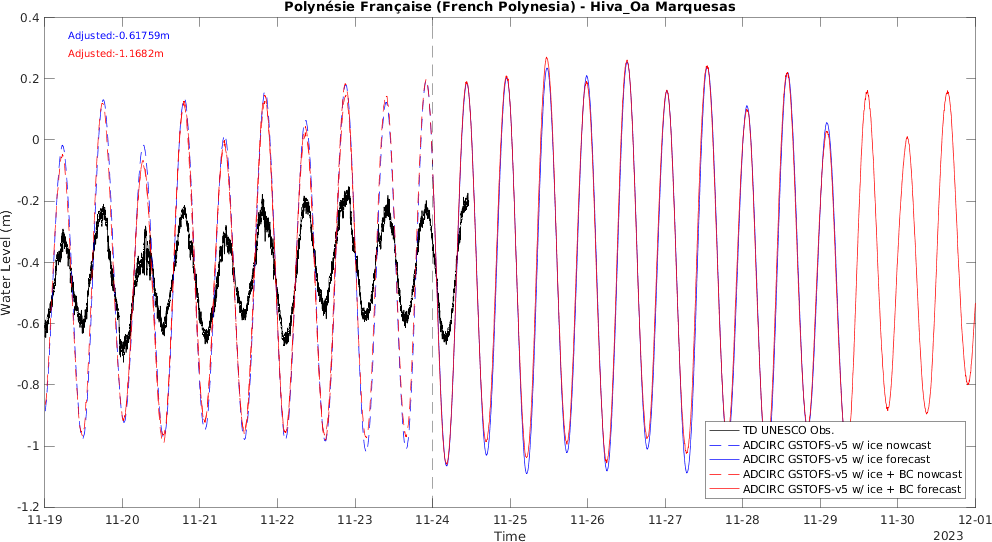 Polynésie Française (French Polynesia) - Hiva_Oa Marquesas
Adjusted:-0.61759m
Adjusted:-1.1682m
0.4
0.2
0
-0.2
-0.4
-0.6
-0.8
-1
-1.2
Water Level (m)
TD UNESCO Obs.
ADCIRC GSTOFS-v5 w/ ice nowcast
ADCIRC GSTOFS-v5 w/ ice forecast
ADCIRC GSTOFS-v5 w/ ice + BC nowcast
ADCIRC GSTOFS-v5 w/ ice + BC forecast
11-19 11-20 11-21 11-22 11-23 11-24 11-25 11-26 11-27 11-28 11-29 11-30 12-01
Time
2023